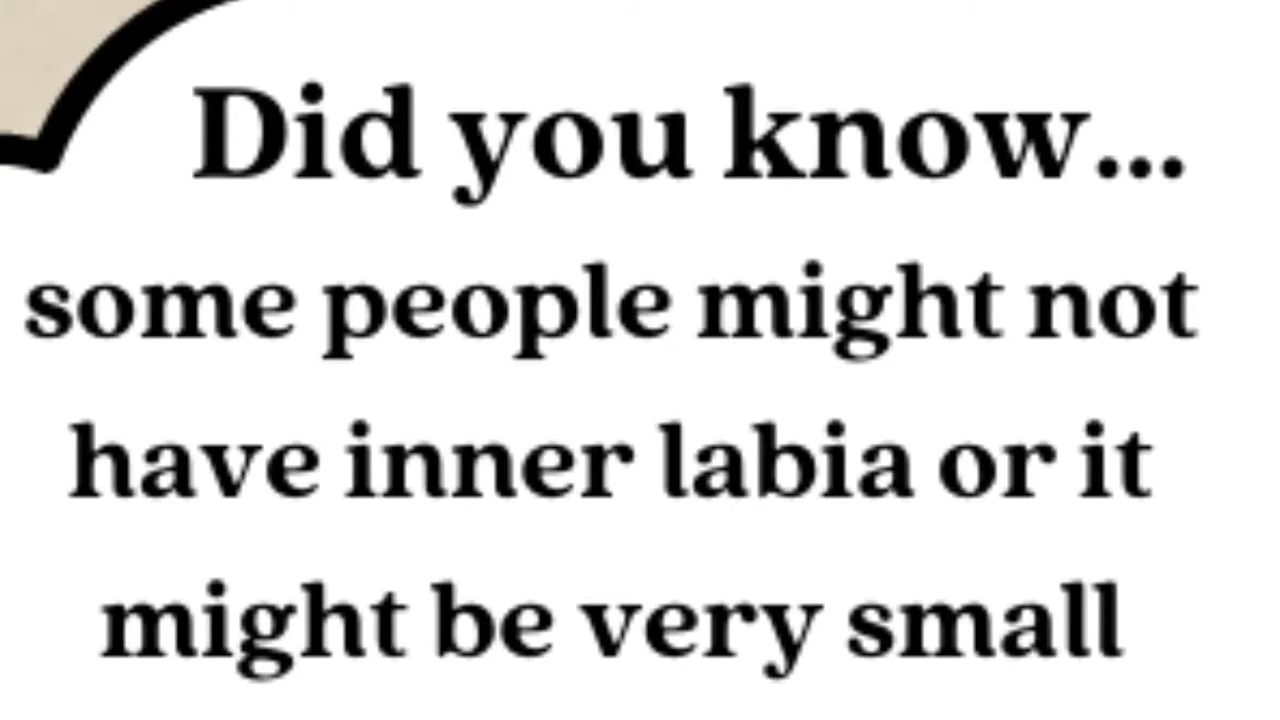 Did you know...
some people might not
have inner labia or it
might be very small